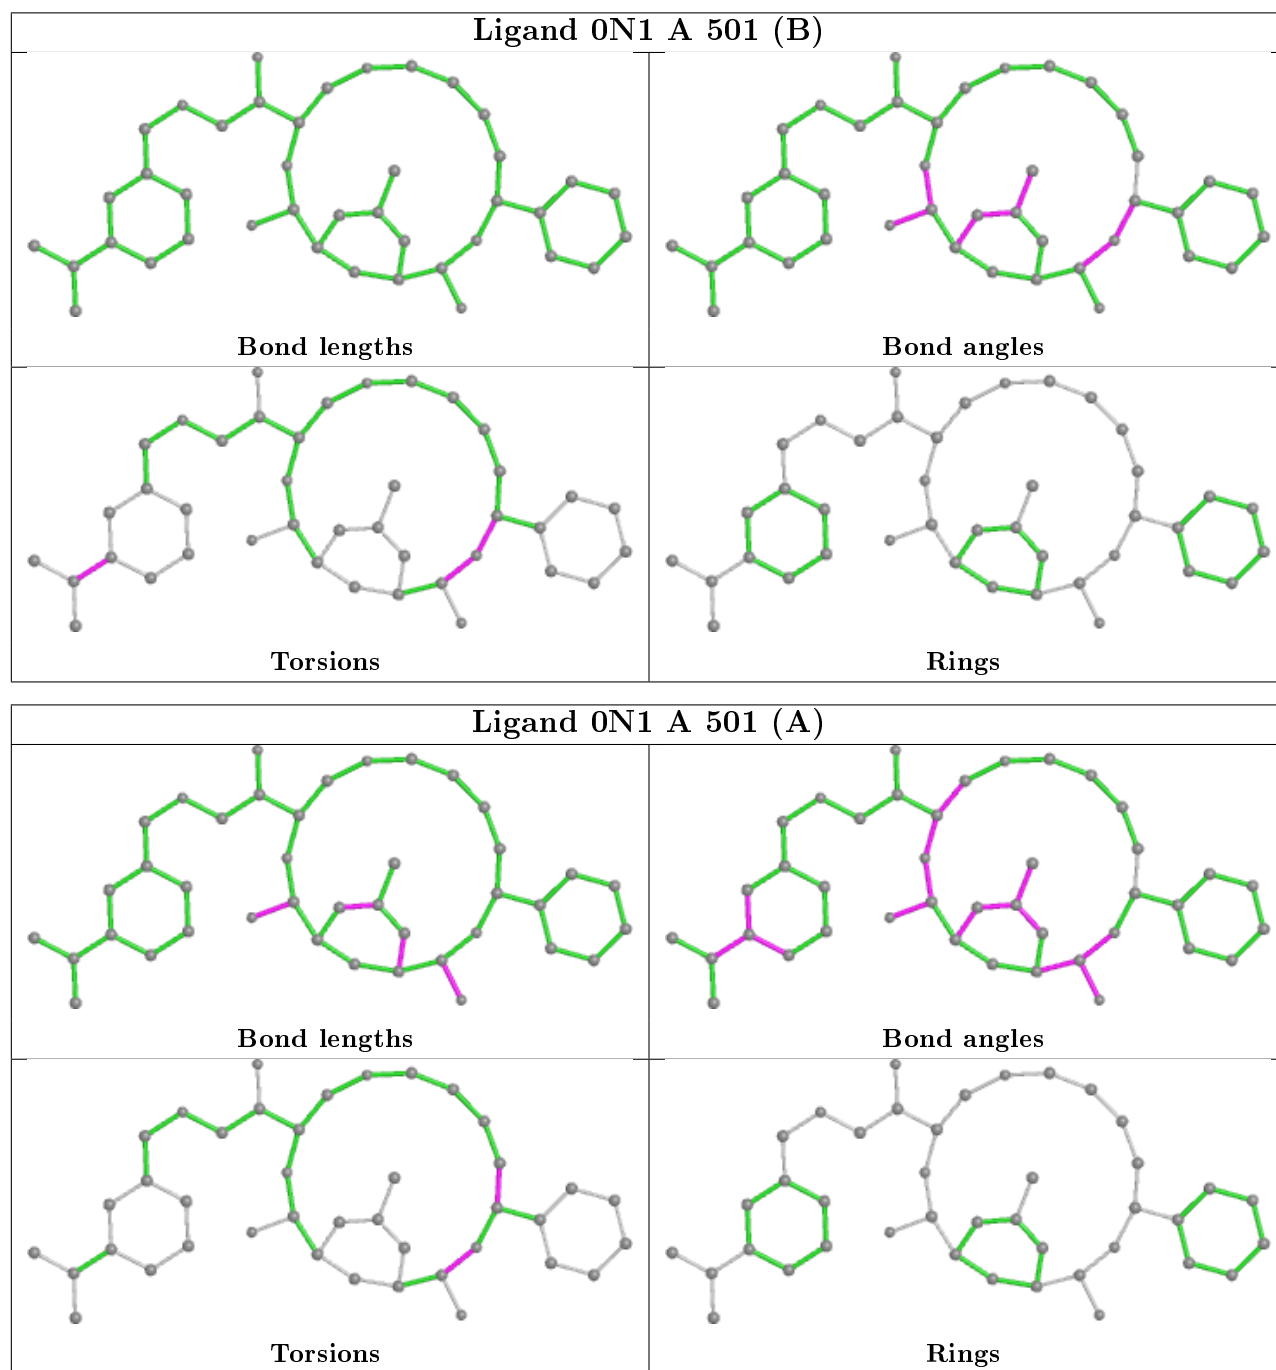 Ligand 0N1 A 501 (B)
Bond lengths
Bond angles
Torsions
Rings
Ligand 0N1 A 501 (A)
Bond lengths
Bond angles
Torsions
Rings